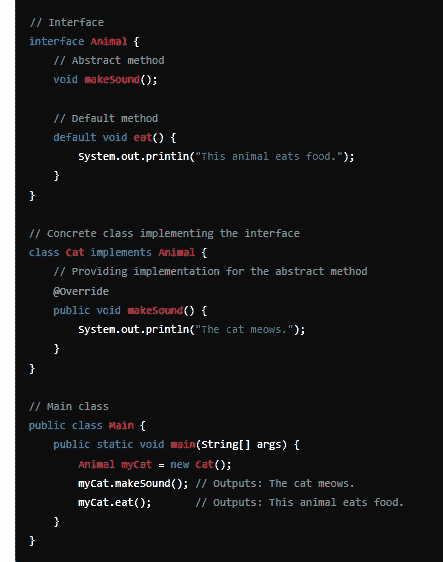 // Interface
interface Animal {
    // Abstract method
    void makeSound();

    // Default method
    default void eat() {
        System.out.println("This animal eats food.");
    }
}

// Concrete class implementing the interface
class Cat implements Animal {
    // Providing implementation for the abstract method
    @Override
    public void makeSound() {
        System.out.println("The cat meows.");
    }
}

// Main class
public class Main {
    public static void main(String[] args) {
        Animal myCat = new Cat();
        myCat.makeSound(); // Outputs: The cat meows.
        myCat.eat();       // Outputs: This animal eats food.
    }
}